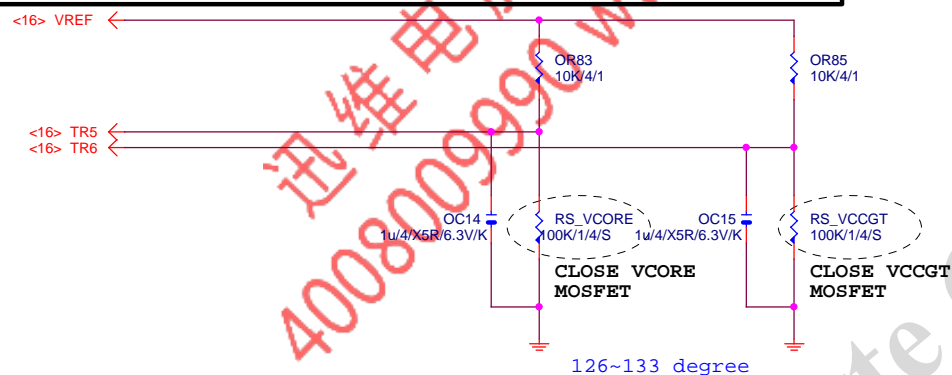 <16> VREF
OR83
10K/4/1
OR85
10K/4/1
<16> TR5
<16> TR6
OC14
1u/4/X5R/6.3V/K
RS_VCORE
100K/1/4/S
OC15
1u/4/X5R/6.3V/K
RS_VCCGT
100K/1/4/S
CLOSE VCORE
MOSFET
CLOSE VCCGT
MOSFET
126~133 degree
迅维电
4008009990 w
te